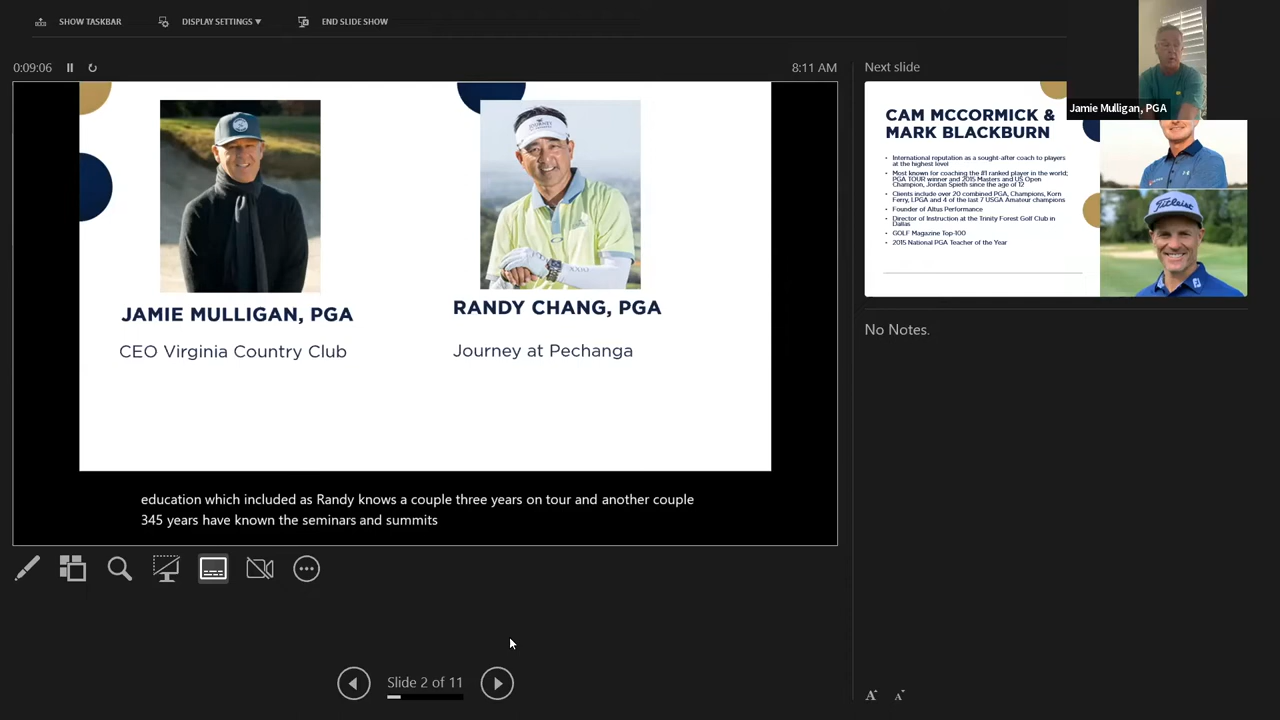 SHOW TASKBAR
DISPLAY SETTINGS ▼
END SLIDE SHOW
0:09:06
8:11 AM
JAMIE MULLIGAN, PGA
CEO Virginia Country Club
RANDY CHANG, PGA
Journey at Pechanga
education which included as Randy knows a couple three years on tour and another couple
345 years have known the seminars and summits
Slide 2 of 11
Next slide
Jamie Mulligan, PGA
CAM MCCORMICK &
MARK BLACKBURN
• International reputation as a sought-after coach to players
at the highest level
• Most known for coaching the #1 ranked player in the world;
PGA TOUR winner and 2015 Masters and US Open
Champion, Jordan Spieth since the age of 12
• Clients include over 20 combined PGA, Champions, Korn
Ferry, LPGA and 4 of the last 7 USGA Amateur champions
• Founder of Altus Performance
• Director of Instruction at the Trinity Forest Golf Club in
Dallas
• GOLF Magazine Top-100
• 2015 National PGA Teacher of the Year
Titleist
No Notes.
A
A